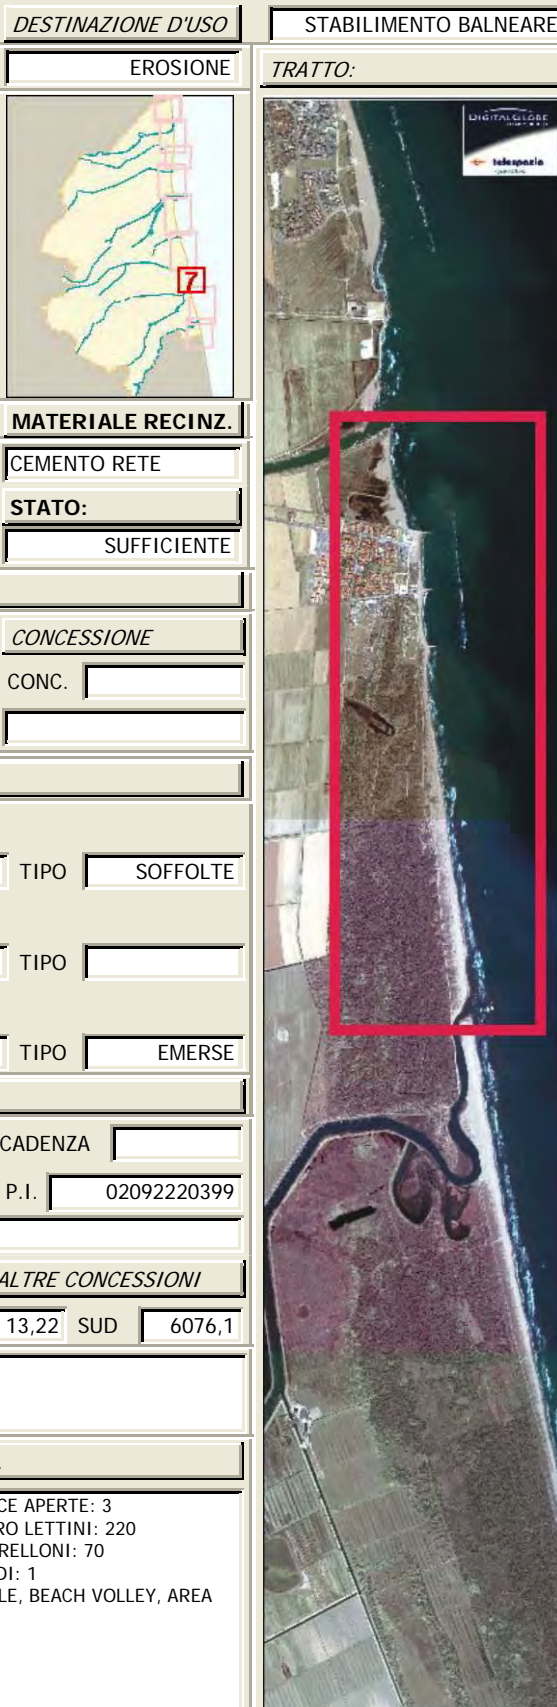 DESTINAZIONE D'USO
STABILIMENTO BALNEARE
EROSIONE
TRATTO:
DIGITALGLOBE
telespazio
7
MATERIALE RECINZ.
CEMENTO RETE
STATO:
SUFFICIENTE
CONCESSIONE
CONC.
TIPO SOFFOLTE
TIPO
TIPO EMERSE
CADENZA
P.I. 02092220399
ALTRE CONCESSIONI
13,22 SUD 6076,1
CE APERTE: 3
RO LETTINI: 220
RELLONI: 70
DI: 1
LE, BEACH VOLLEY, AREA